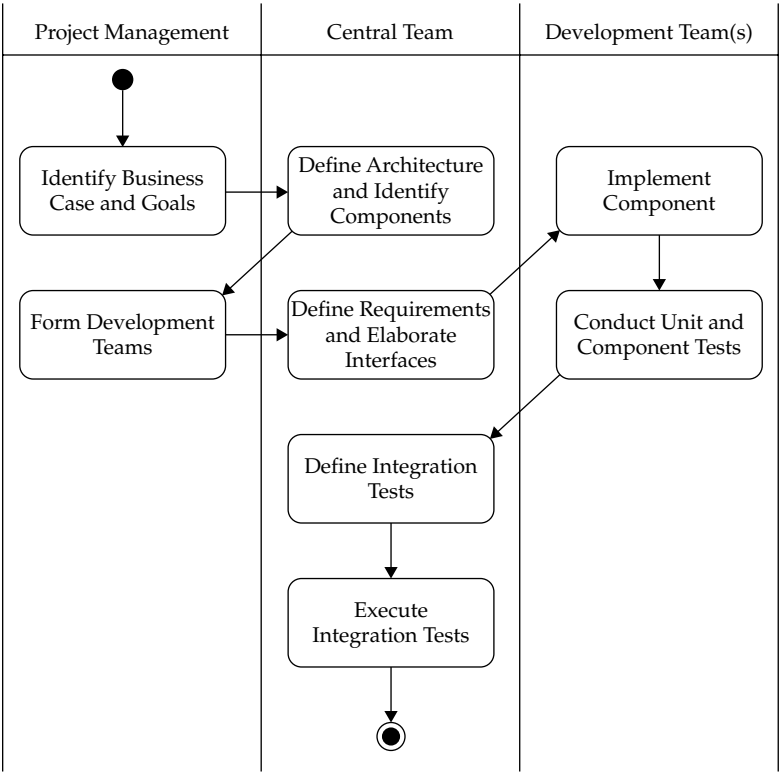 Project Management
Central Team
Development Team(s)
Identify Business
Case and Goals
Define Architecture
and Identify
Components
Implement
Component
Form Development
Teams
Define Requirements
and Elaborate
Interfaces
Conduct Unit and
Component Tests
Define Integration
Tests
Execute
Integration Tests